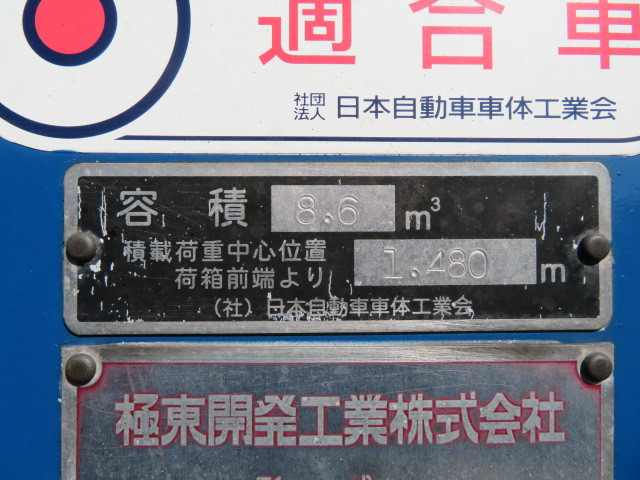 適合車
社団法人 日本自動車車体工業会
容積 8.6 m³
積載荷重中心位置
荷箱前端より 1.480 m
（社）日本自動車車体工業会
極東開発工業株式会社